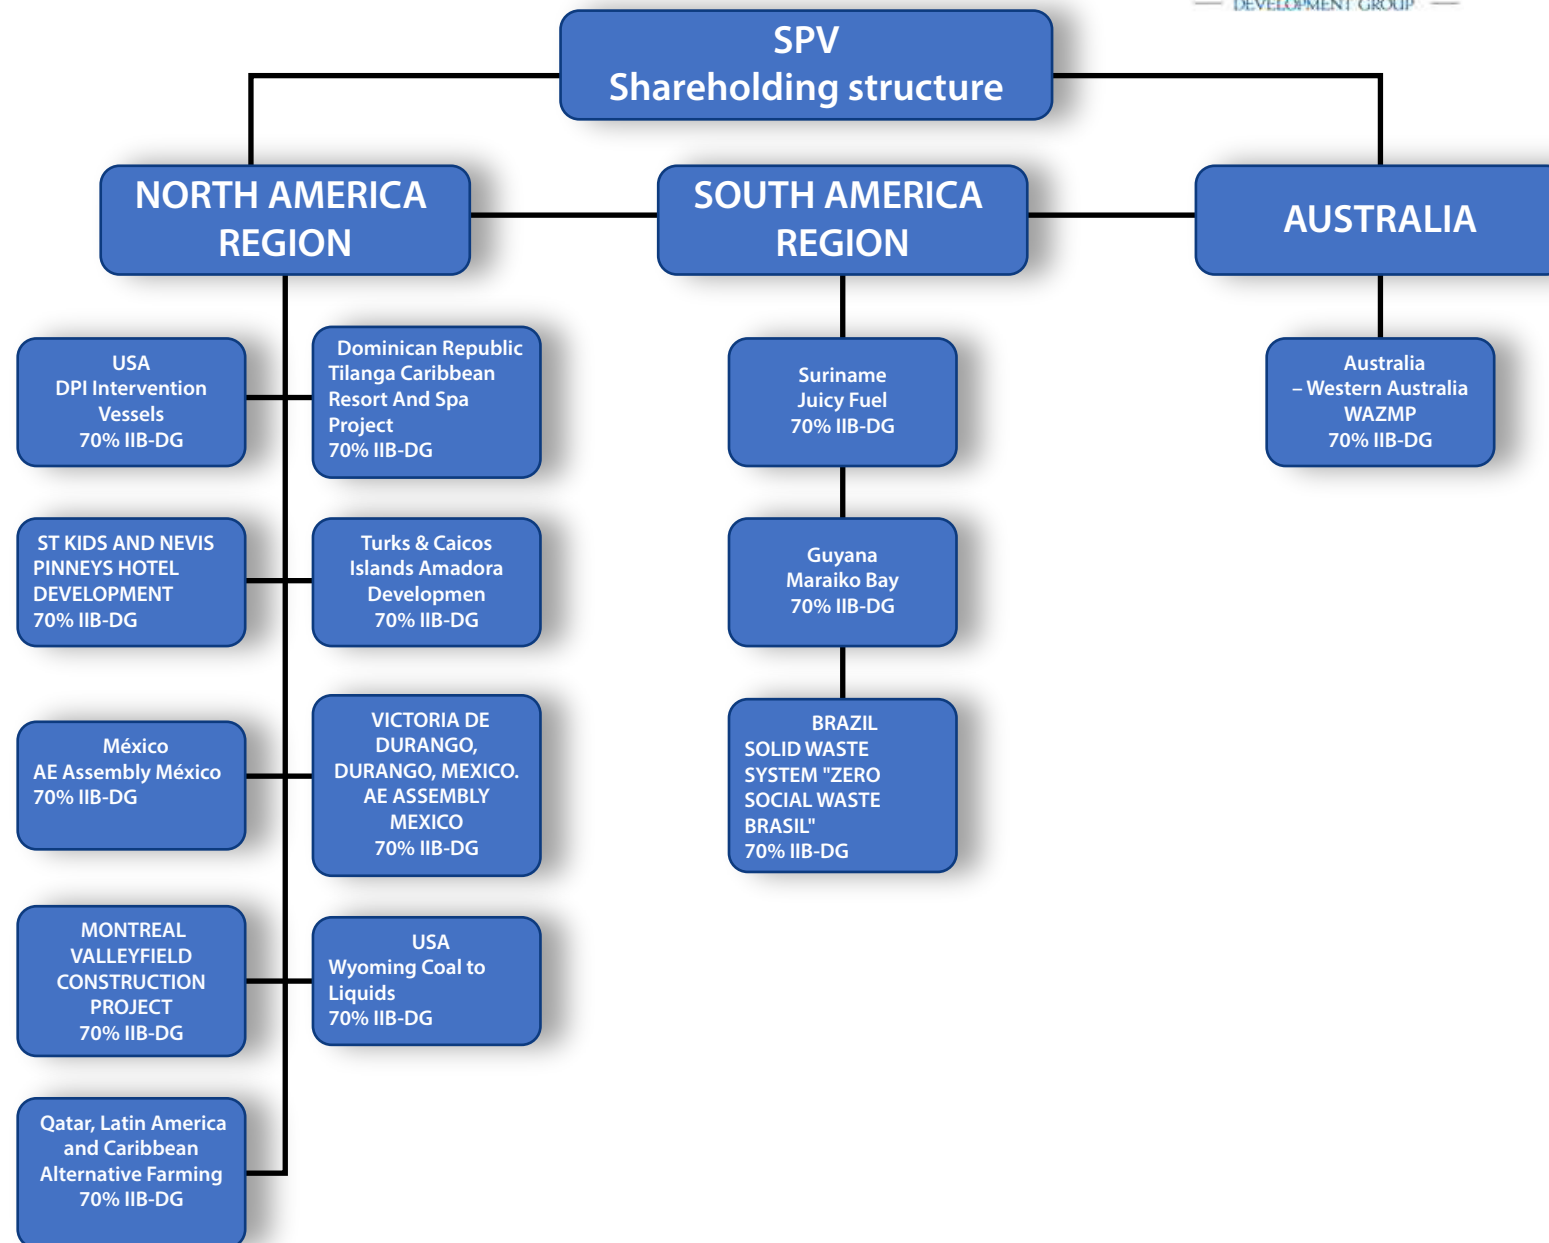 DEVELOPMENT GROUP
SPV
Shareholding structure
NORTH AMERICA
REGION
SOUTH AMERICA
REGION
AUSTRALIA
USA
DPI Intervention
Vessels
70% IIB-DG
Dominican Republic
Tilanga Caribbean
Resort And Spa
Project
70% IIB-DG
Suriname
Juicy Fuel
70% IIB-DG
Australia
– Western Australia
WAZMP
70% IIB-DG
ST KIDS AND NEVIS
PINNEYS HOTEL
DEVELOPMENT
70% IIB-DG
Turks & Caicos
Islands Amadora
Developmen
70% IIB-DG
Guyana
Maraiko Bay
70% IIB-DG
México
AE Assembly México
70% IIB-DG
VICTORIA DE
DURANGO,
DURANGO, MEXICO.
AE ASSEMBLY
MEXICO
70% IIB-DG
BRAZIL
SOLID WASTE
SYSTEM "ZERO
SOCIAL WASTE
BRASIL"
70% IIB-DG
MONTREAL
VALLEYFIELD
CONSTRUCTION
PROJECT
70% IIB-DG
USA
Wyoming Coal to
Liquids
70% IIB-DG
Qatar, Latin America
and Caribbean
Alternative Farming
70% IIB-DG